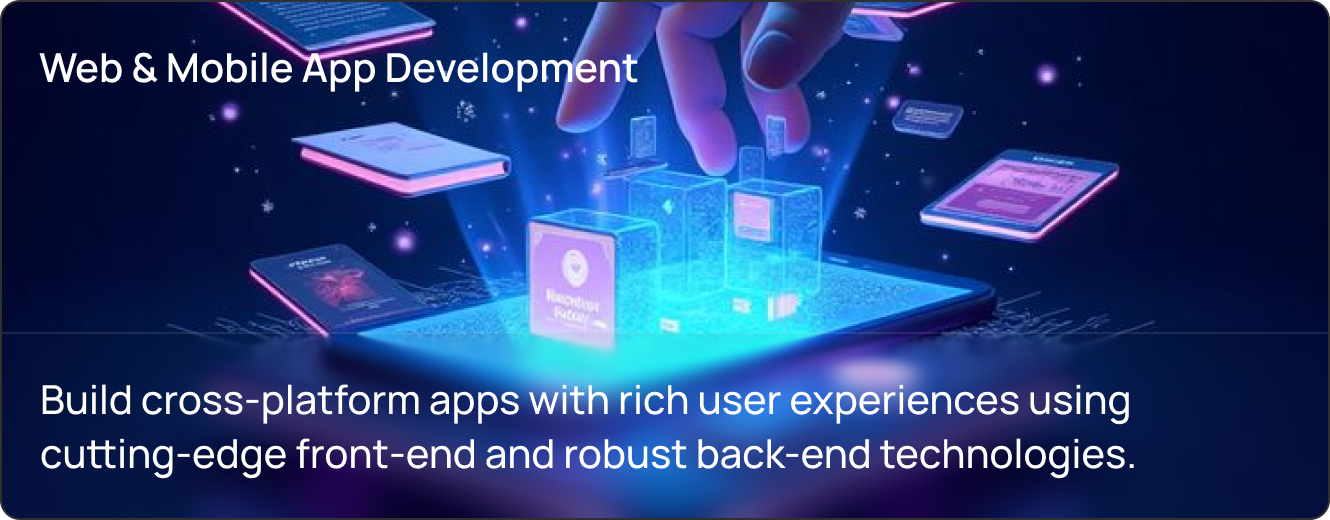 Web & Mobile App Development
Build cross-platform apps with rich user experiences using
cutting-edge front-end and robust back-end technologies.